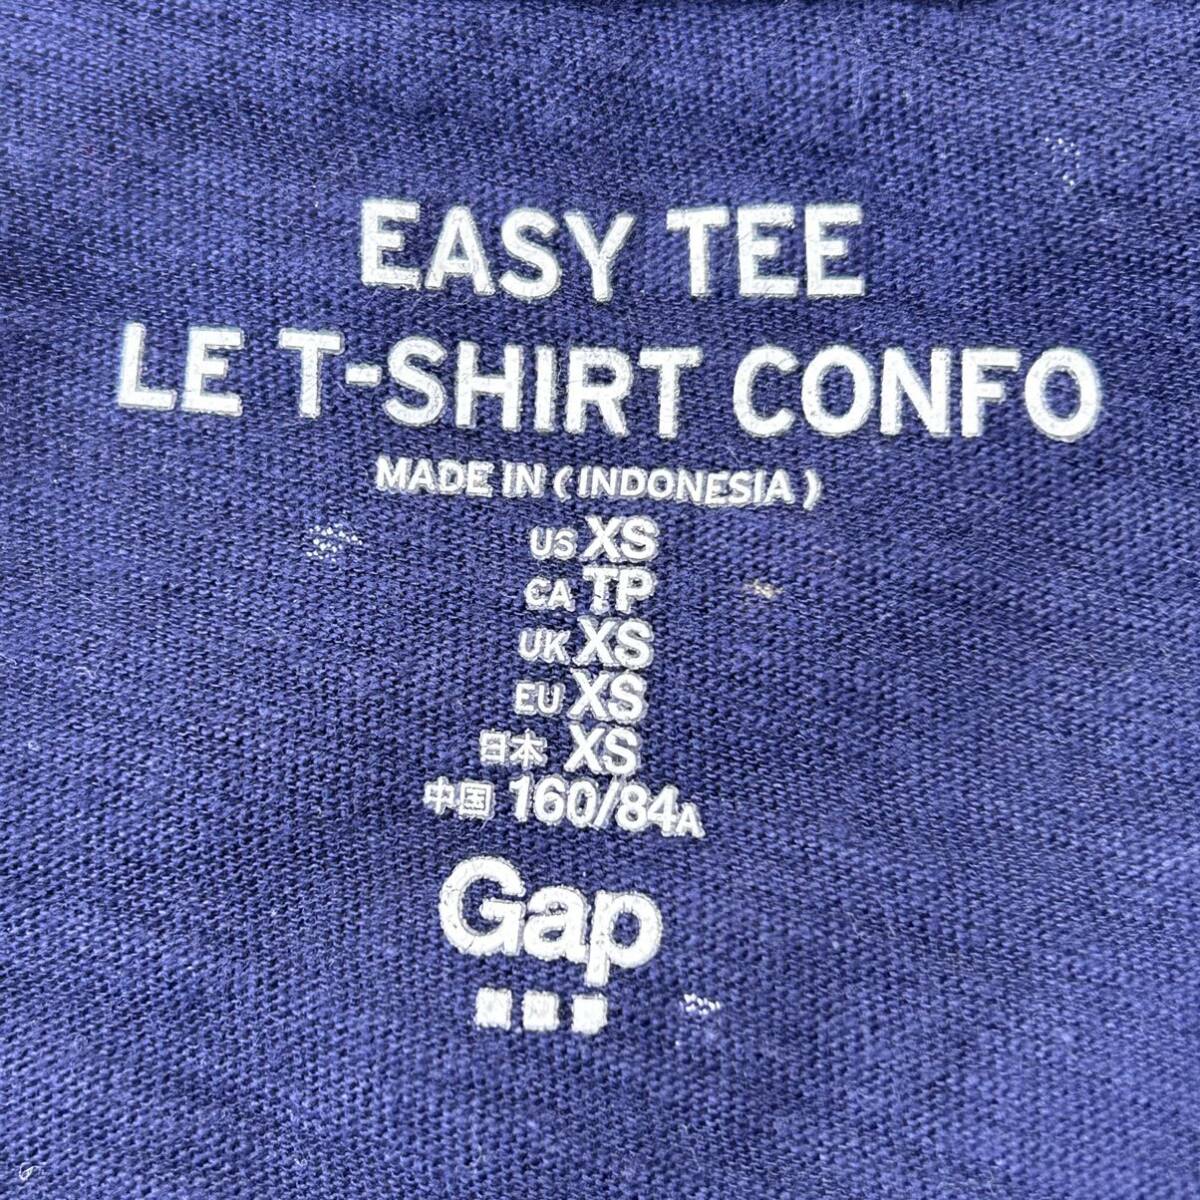 EASY TEE
LE T-SHIRT CONFO
MADE IN ( INDONESIA )
US XS
CA TP
UK XS
EU XS
日本 XS
中国 160/84A
Gap